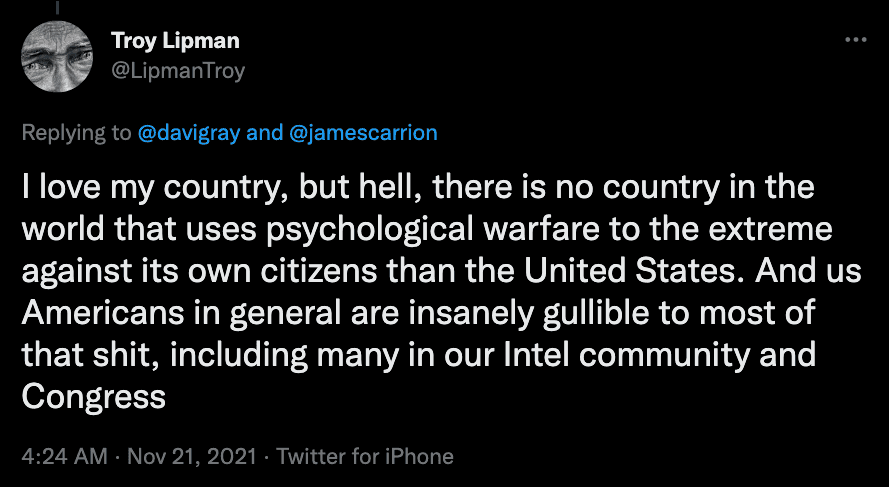 Troy Lipman
@LipmanTroy
Replying to @davigray and @jamescarrion
I love my country, but hell, there is no country in the
world that uses psychological warfare to the extreme
against its own citizens than the United States. And us
Americans in general are insanely gullible to most of
that shit, including many in our Intel community and
Congress
4:24 AM · Nov 21, 2021 · Twitter for iPhone